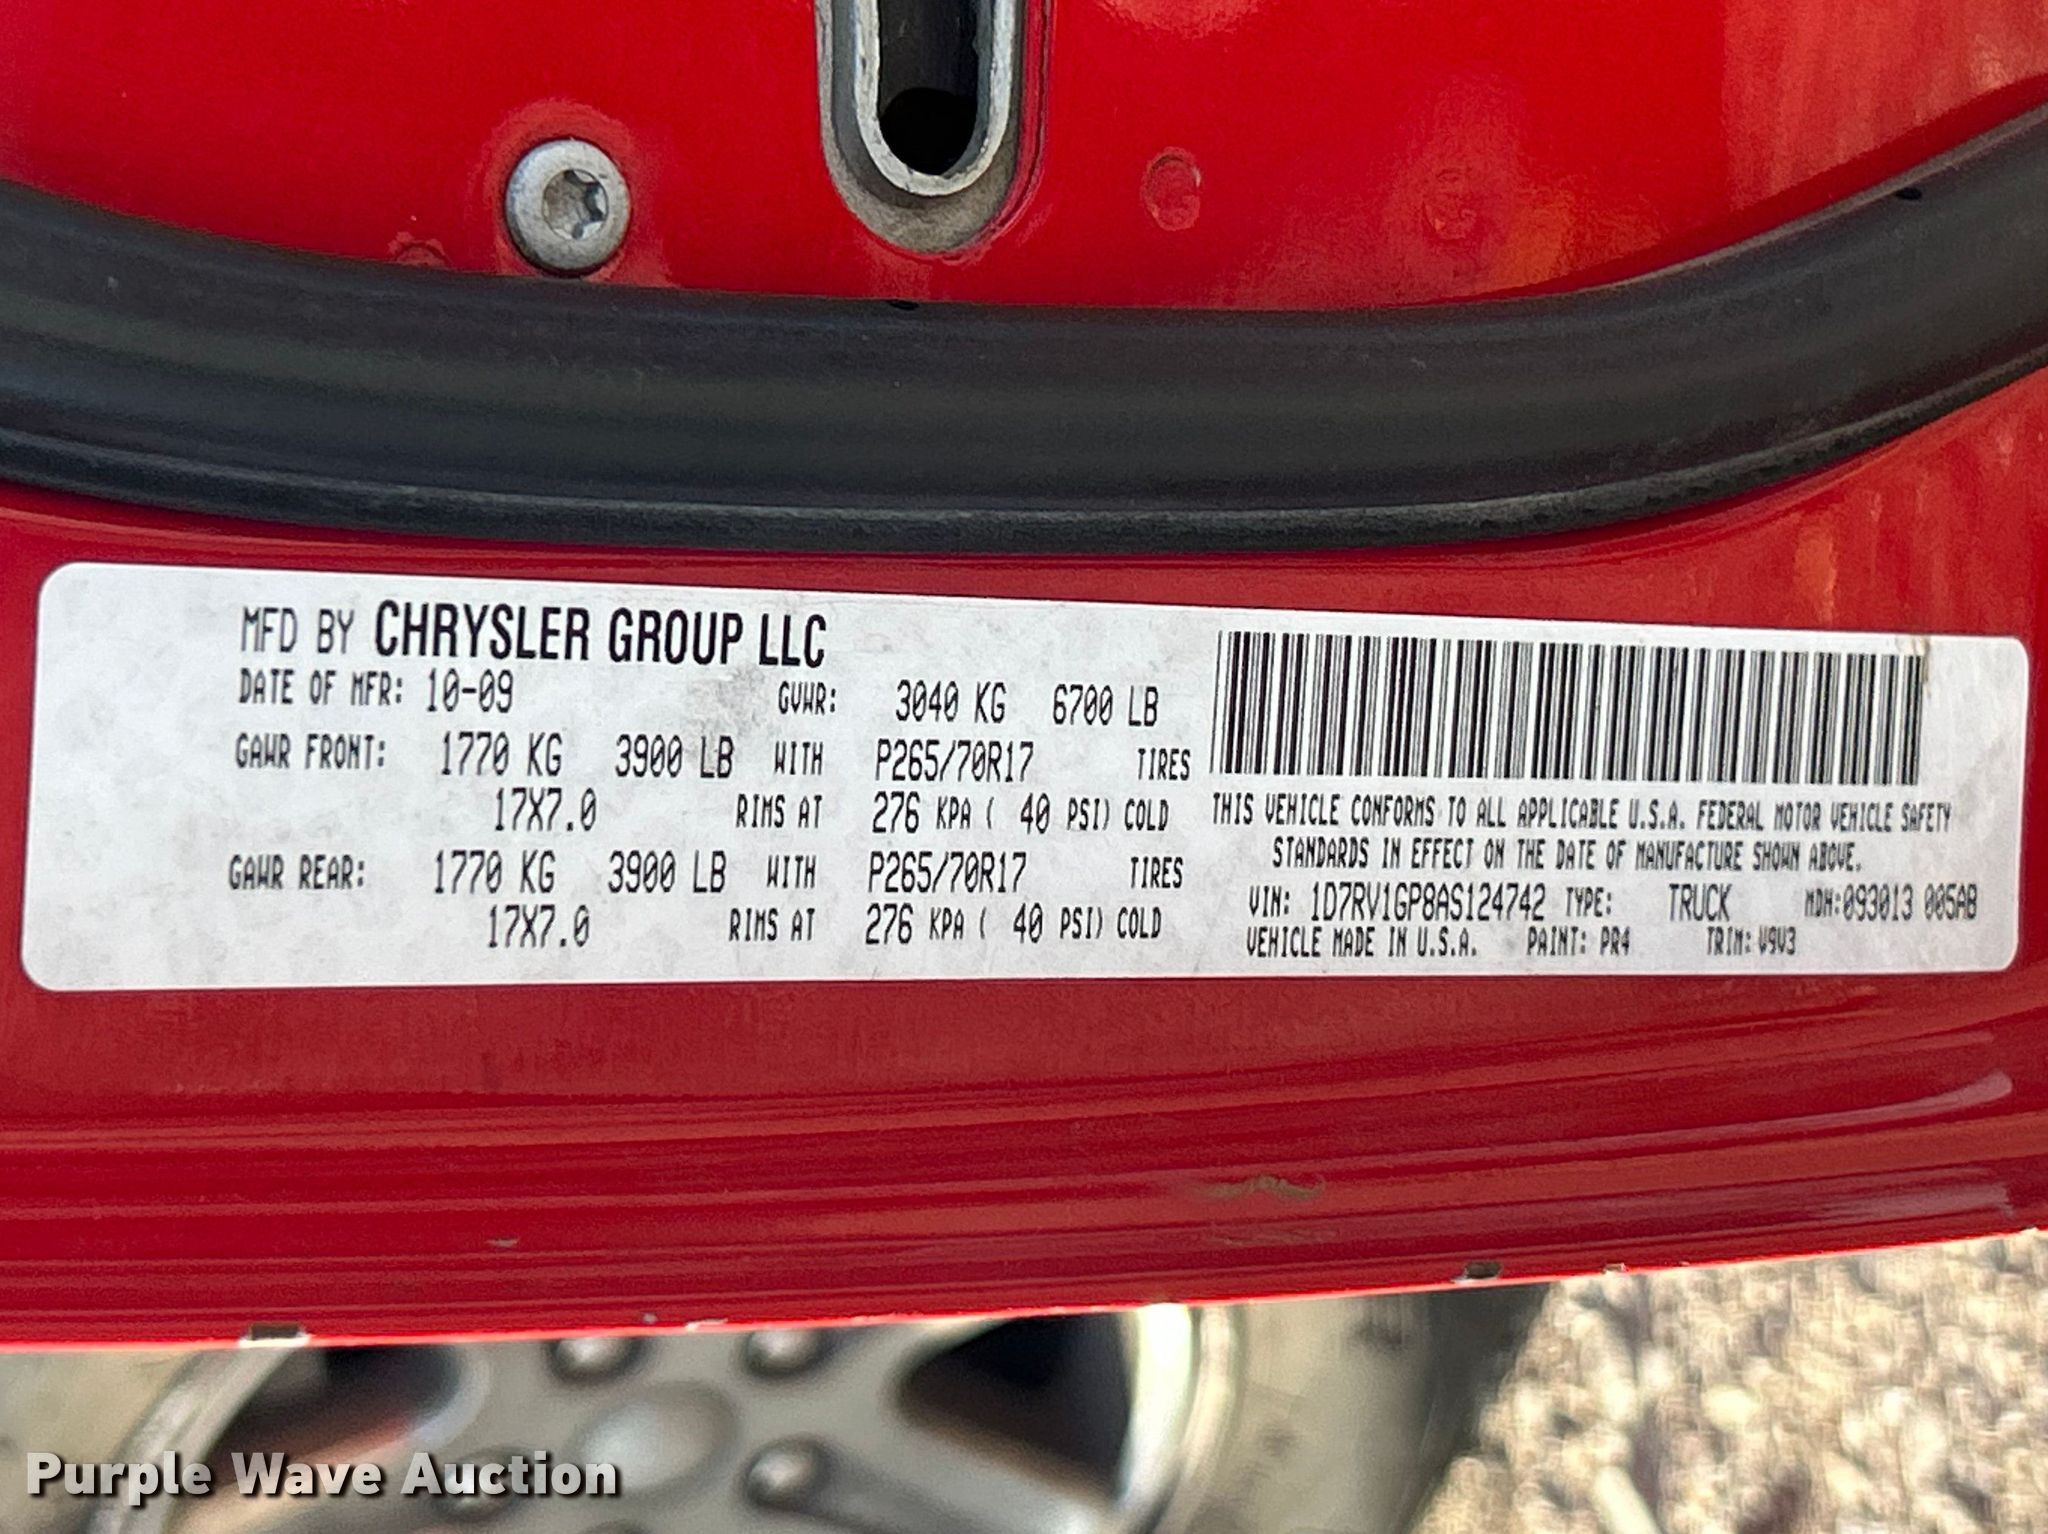 MFD BY CHRYSLER GROUP LLC
DATE OF MFR: 10-09 GVWR: 3040 KG 6700 LB
GAWR FRONT: 1770 KG 3900 LB WITH P265/70R17 TIRES
17X7.0 RIMS AT 276 KPA ( 40 PSI) COLD
GAWR REAR: 1770 KG 3900 LB WITH P265/70R17 TIRES
17X7.0 RIMS AT 276 KPA ( 40 PSI) COLD
THIS VEHICLE CONFORMS TO ALL APPLICABLE U.S.A. FEDERAL MOTOR VEHICLE SAFETY
STANDARDS IN EFFECT ON THE DATE OF MANUFACTURE SHOWN ABOVE.
VIN: 1D7RV1GP8AS124742 TYPE: TRUCK MDH:093013 005AB
VEHICLE MADE IN U.S.A. PAINT: PR4 TRIM: V9V3
Purple Wave Auction